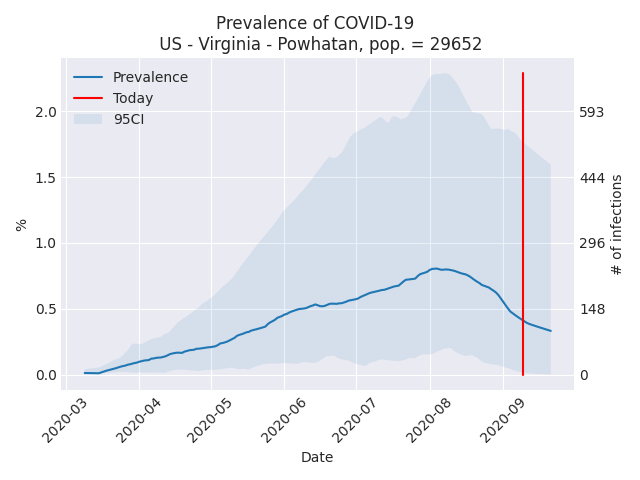 Prevalence of COVID-19
US - Virginia - Powhatan, pop. = 29652
Prevalence
Today
95CI
2.0
1.5
1.0
0.5
0.0
%
593
444
296
148
0
# of infections
2020-03
2020-04
2020-05
2020-06
2020-07
2020-08
2020-09
Date